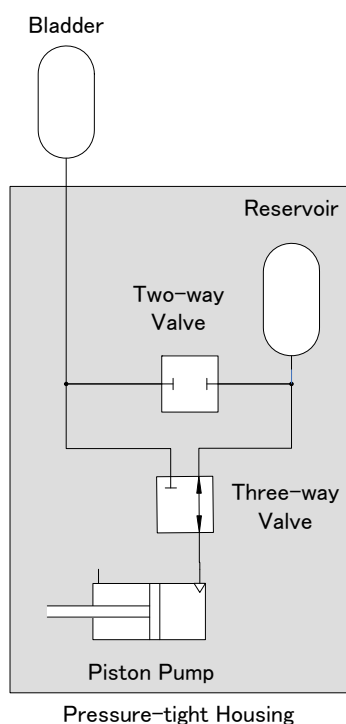 Bladder
Reservoir
Two-way
Valve
Three-way
Valve
Piston Pump
Pressure-tight Housing